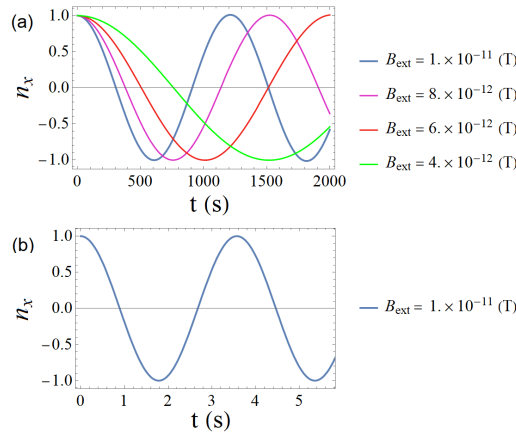 (a)
1.0
0.5
0.0
−0.5
−1.0
n_x
0 500 1000 1500 2000
t (s)
B_ext = 1. × 10^−11 (T)
B_ext = 8. × 10^−12 (T)
B_ext = 6. × 10^−12 (T)
B_ext = 4. × 10^−12 (T)
(b)
1.0
0.5
0.0
−0.5
−1.0
n_x
0 1 2 3 4 5
t (s)
B_ext = 1. × 10^−11 (T)